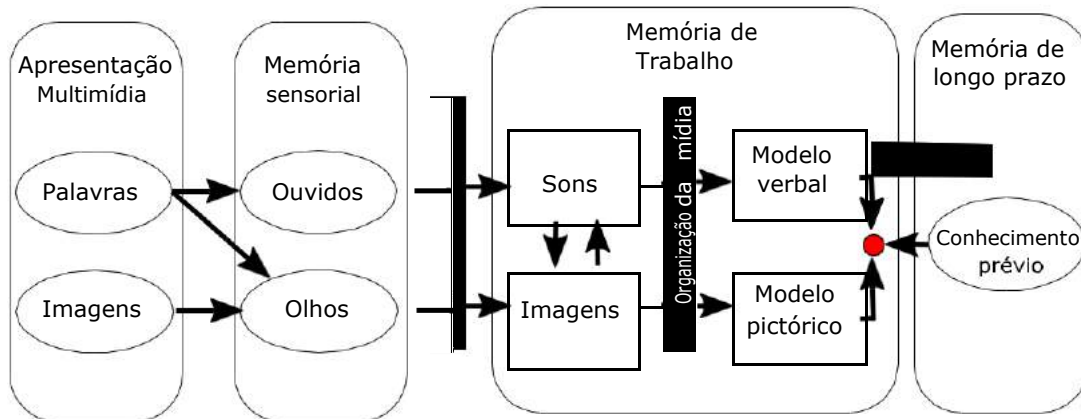 Apresentação
Multimídia
Memória
sensorial
Memória de
Trabalho
Memória de
longo prazo
Palavras
Ouvidos
Sons
Organização da mídia
Modelo
verbal
Conhecimento
prévio
Imagens
Olhos
Imagens
Modelo
pictórico